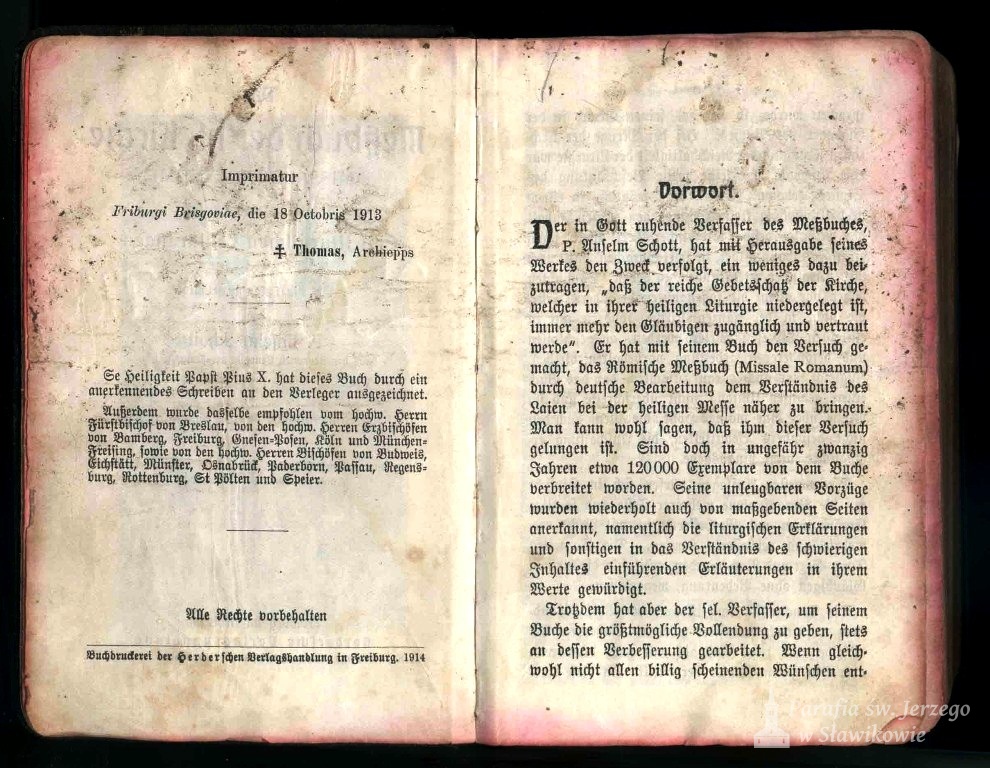 Imprimatur
Friburgi Brisgoviae, die 18 Octobris 1913
‡ Thomas, Archiepps
Se Heiligkeit Papst Pius X. hat dieses Buch durch ein
anerkennendes Schreiben an den Verleger ausgezeichnet.
Außerdem wurde dasselbe empfohlen vom hochw. Herrn
Fürstbischof von Breslau, von den hochw. Herren Erzbischöfen
von Bamberg, Freiburg, Gnesen-Posen, Köln und München-
Freising, sowie von den hochw. Herren Bischöfen von Budweis,
Eichstätt, Münster, Osnabrück, Paderborn, Passau, Regens-
burg, Rottenburg, St Pölten und Speier.
Alle Rechte vorbehalten
Buchdruckerei der Herderschen Verlagshandlung in Freiburg. 1914
Vorwort.
Der in Gott ruhende Verfasser des Meßbuches,
P. Anselm Schott, hat mit Herausgabe seines
Werkes den Zweck verfolgt, ein weniges dazu bei-
zutragen, „daß der reiche Gebetsschatz der Kirche,
welcher in ihrer heiligen Liturgie niedergelegt ist,
immer mehr den Gläubigen zugänglich und vertraut
werde“. Er hat mit seinem Buch den Versuch ge-
macht, das Römische Meßbuch (Missale Romanum)
durch deutsche Bearbeitung dem Verständnis des
Laien bei der heiligen Messe näher zu bringen.
Man kann wohl sagen, daß ihm dieser Versuch
gelungen ist. Sind doch in ungefähr zwanzig
Jahren etwa 120000 Exemplare von dem Buche
verbreitet worden. Seine unleugbaren Vorzüge
wurden wiederholt auch von maßgebenden Seiten
anerkannt, namentlich die liturgischen Erklärungen
und sonstigen in das Verständnis des schwierigen
Inhaltes einführenden Erläuterungen in ihrem
Werte gewürdigt.
Trotzdem hat aber der sel. Verfasser, um seinem
Buche die größtmögliche Vollendung zu geben, stets
an dessen Verbesserung gearbeitet. Wenn gleich-
wohl nicht allen billig scheinenden Wünschen ent-
Parafia św. Jerzego
w Sławikowie